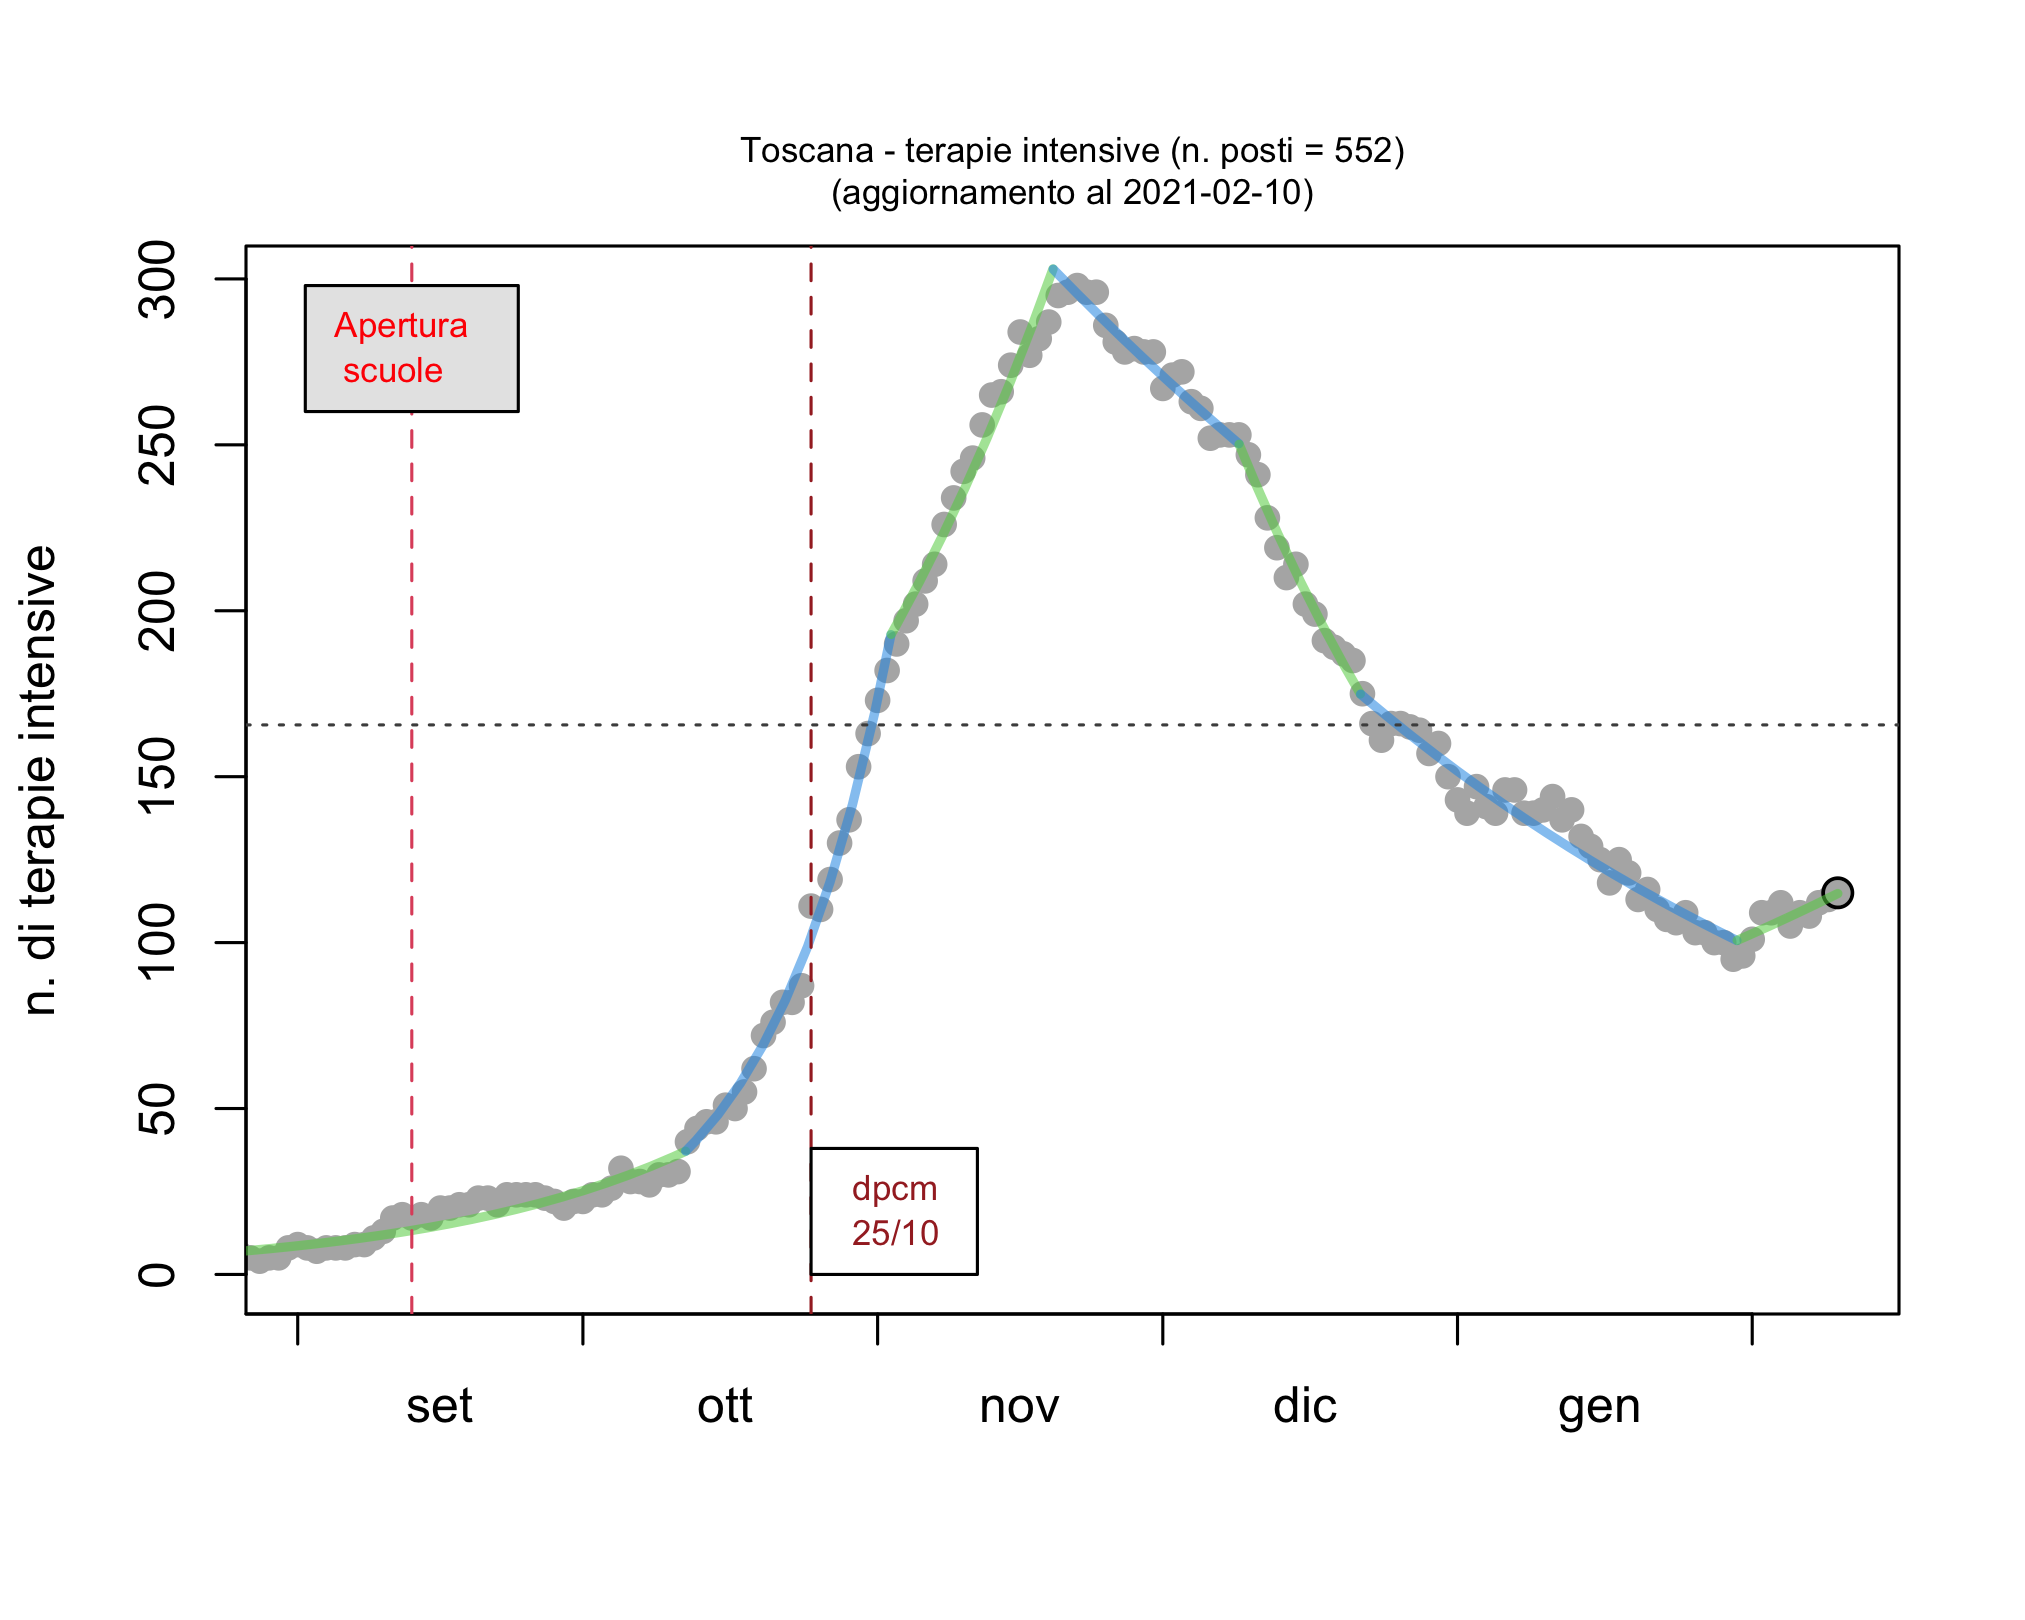 Toscana - terapie intensive (n. posti = 552)
(aggiornamento al 2021-02-10)
n. di terapie intensive
300
250
200
150
100
50
0
Apertura
scuole
dpcm
25/10
set
ott
nov
dic
gen